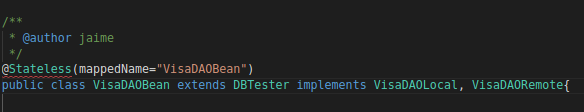 /**
* @author jaime
*/
@Stateless(mappedName="VisaDAOBean")
public class VisaDAOBean extends DBTester implements VisaDAOLocal, VisaDAORemote{